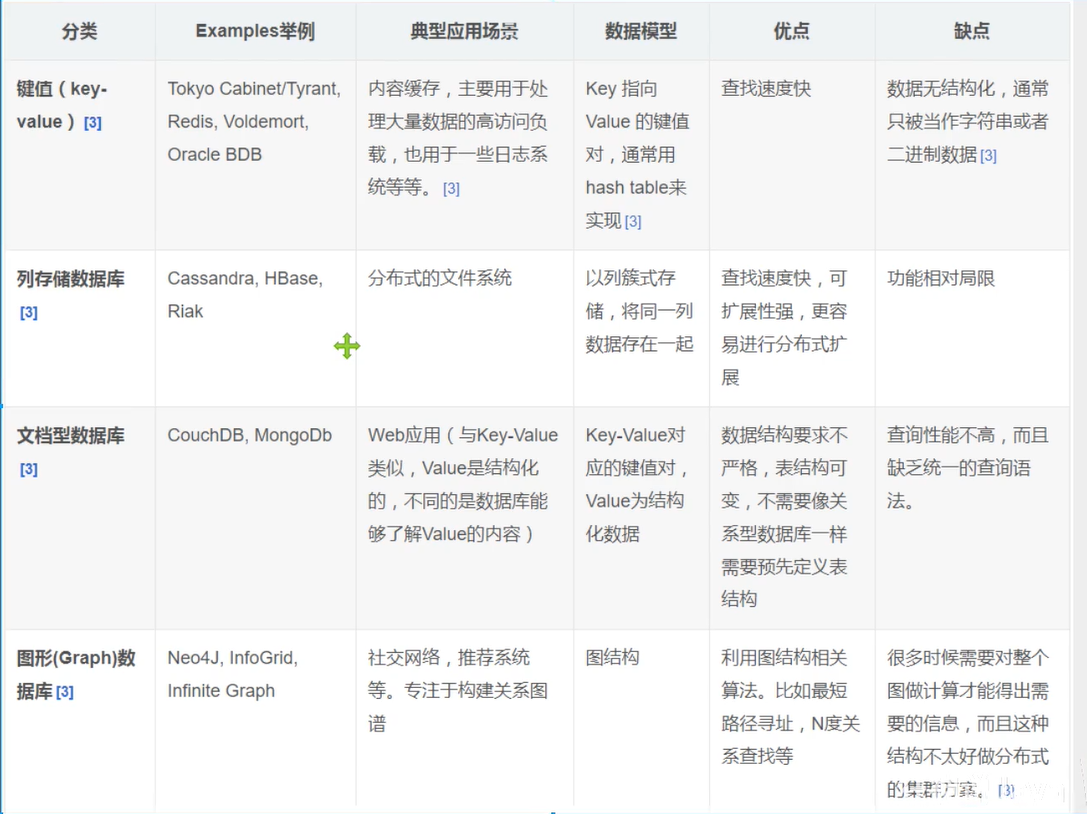 分类
Examples举例
典型应用场景
数据模型
优点
缺点
键值（key-
value）[3]
Tokyo Cabinet/Tyrant,
Redis, Voldemort,
Oracle BDB
内容缓存，主要用于处
理大量数据的高访问负
载，也用于一些日志系
统等等。[3]
Key 指向
Value 的键值
对，通常用
hash table来
实现[3]
查找速度快
数据无结构化，通常
只被当作字符串或者
二进制数据[3]
列存储数据库
[3]
Cassandra, HBase,
Riak
分布式的文件系统
以列簇式存
储，将同一列
数据存在一起
查找速度快，可
扩展性强，更容
易进行分布式扩
展
功能相对局限
文档型数据库
[3]
CouchDB, MongoDb
Web应用（与Key-Value
类似，Value是结构化
的，不同的是数据库能
够了解Value的内容）
Key-Value对
应的键值对，
Value为结构
化数据
数据结构要求不
严格，表结构可
变，不需要像关
系型数据库一样
需要预先定义表
结构
查询性能不高，而且
缺乏统一的查询语
法。
图形(Graph)数
据库[3]
Neo4J, InfoGrid,
Infinite Graph
社交网络，推荐系统
等。专注于构建关系图
谱
图结构
利用图结构相关
算法。比如最短
路径寻址，N度关
系查找等
很多时候需要对整个
图做计算才能得出需
要的信息，而且这种
结构不太好做分布式
的集群方案。[3]